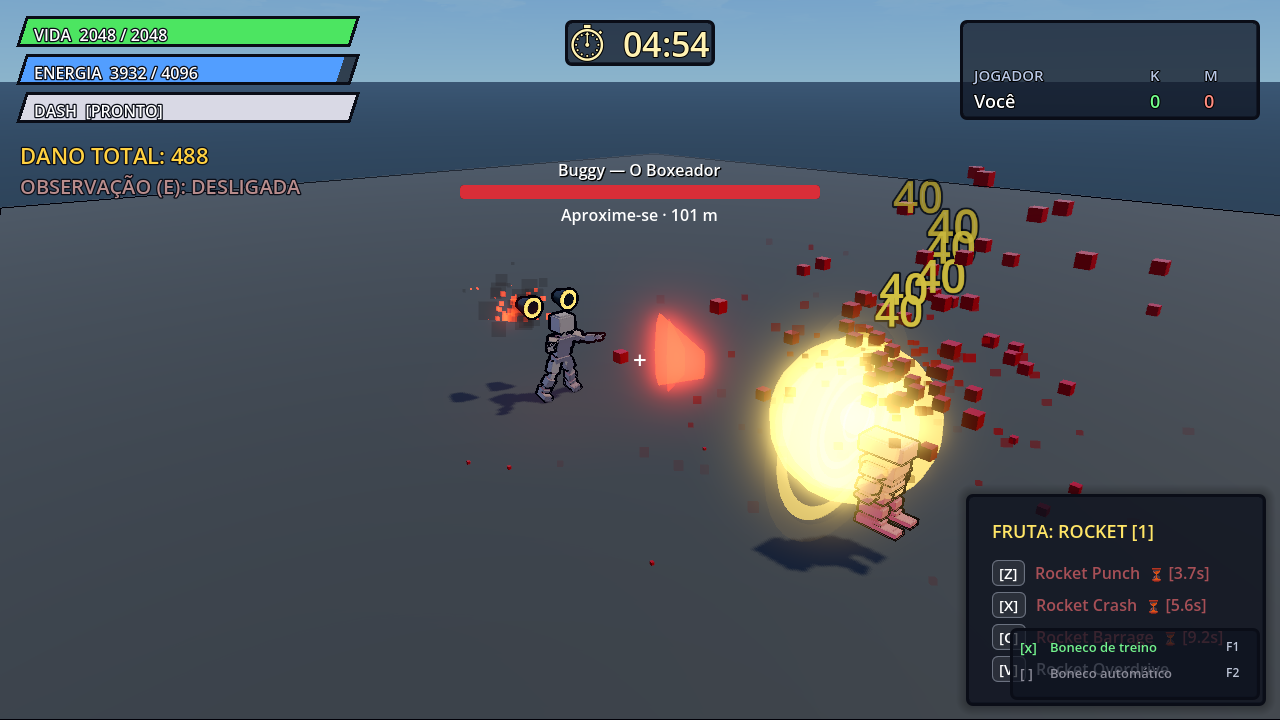 VIDA 2048 / 2048
ENERGIA 3932 / 4096
DASH [PRONTO]
DANO TOTAL: 488
OBSERVAÇÃO (E): DESLIGADA
04:54
JOGADOR K M
Você 0 0
Buggy — O Boxeador
Aproxime-se · 101 m
40
40
40
40
40
40
+
FRUTA: ROCKET [1]
[Z] Rocket Punch [3.7s]
[X] Rocket Crash [5.6s]
[C] Rocket Barrage [9.2s]
[V] Rocket Overdrive
[x] Boneco de treino F1
[ ] Boneco automático F2